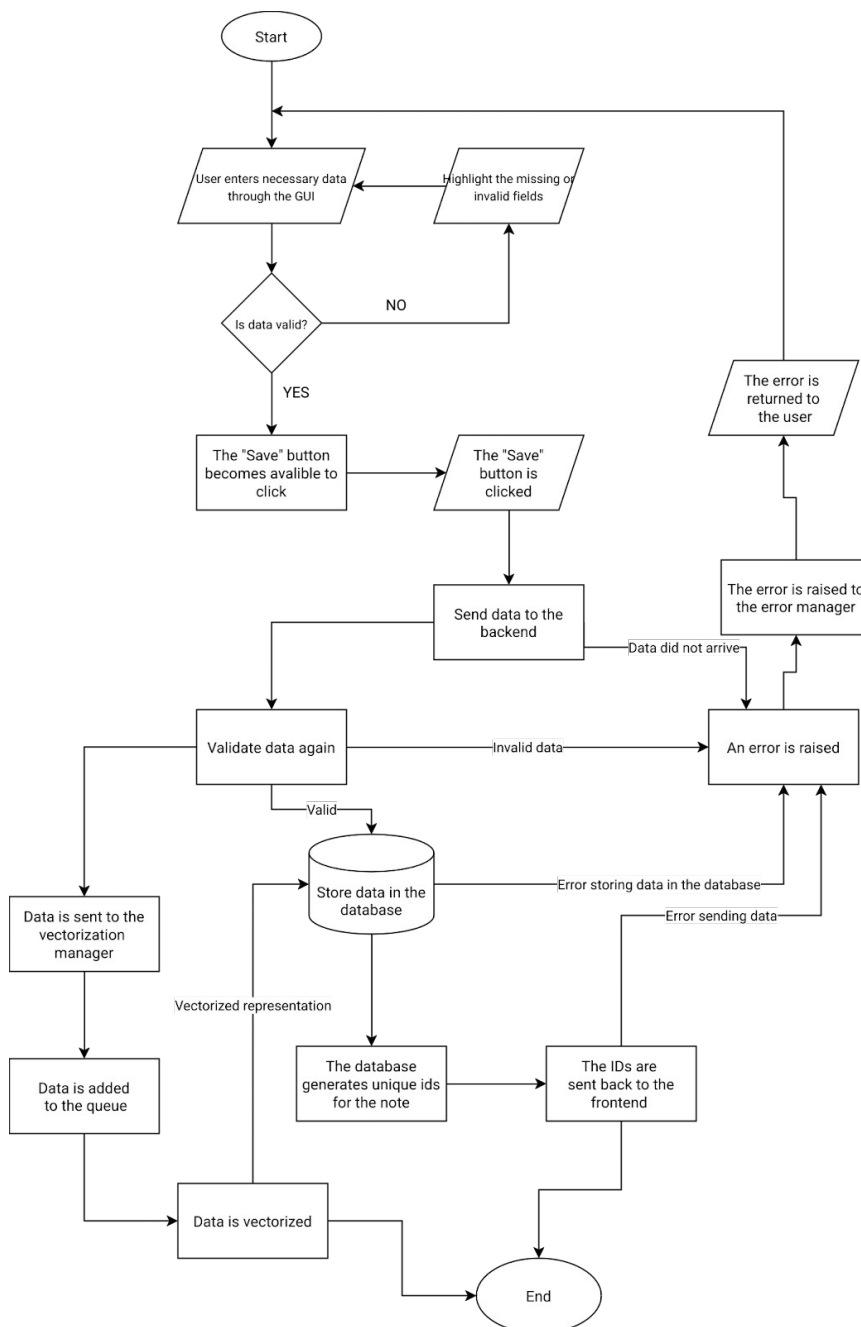 Start
User enters necessary data
through the GUI
Highlight the missing or
invalid fields
Is data valid?
NO
YES
The error is
returned to
the user
The "Save" button
becomes avalible to
click
The "Save"
button is
clicked
The error is raised to
the error manager
Send data to the
backend
Data did not arrive
Validate data again
Invalid data
An error is raised
Valid
Store data in the
database
Error storing data in the database
Error sending data
Data is sent to the
vectorization
manager
Vectorized representation
The database
generates unique ids
for the note
The IDs are
sent back to the
frontend
Data is added
to the queue
Data is vectorized
End